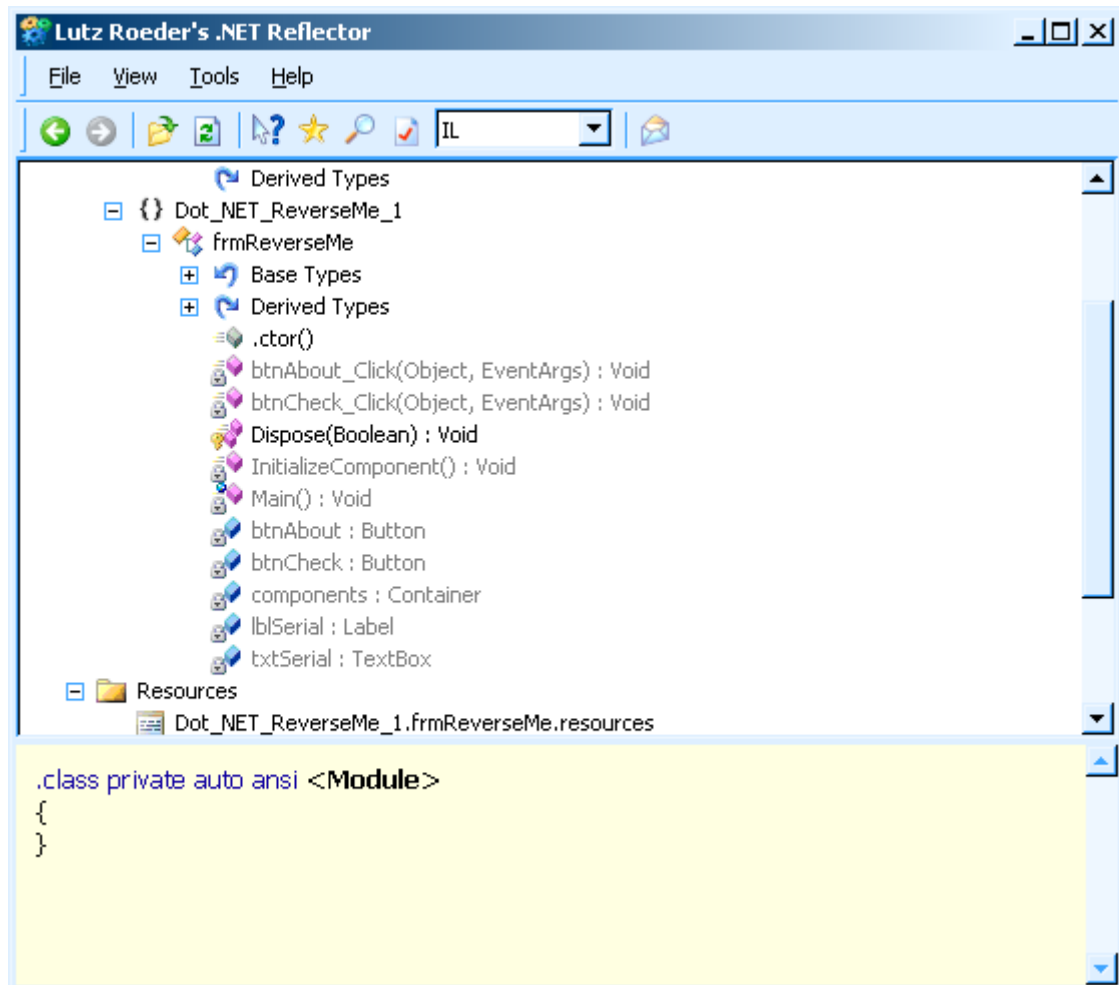 Lutz Roeder's .NET Reflector
File View Tools Help
IL
Derived Types
{} Dot_NET_ReverseMe_1
frmReverseMe
Base Types
Derived Types
.ctor()
btnAbout_Click(Object, EventArgs) : Void
btnCheck_Click(Object, EventArgs) : Void
Dispose(Boolean) : Void
InitializeComponent() : Void
Main() : Void
btnAbout : Button
btnCheck : Button
components : Container
lblSerial : Label
txtSerial : TextBox
Resources
Dot_NET_ReverseMe_1.frmReverseMe.resources
.class private auto ansi <Module>
{
}